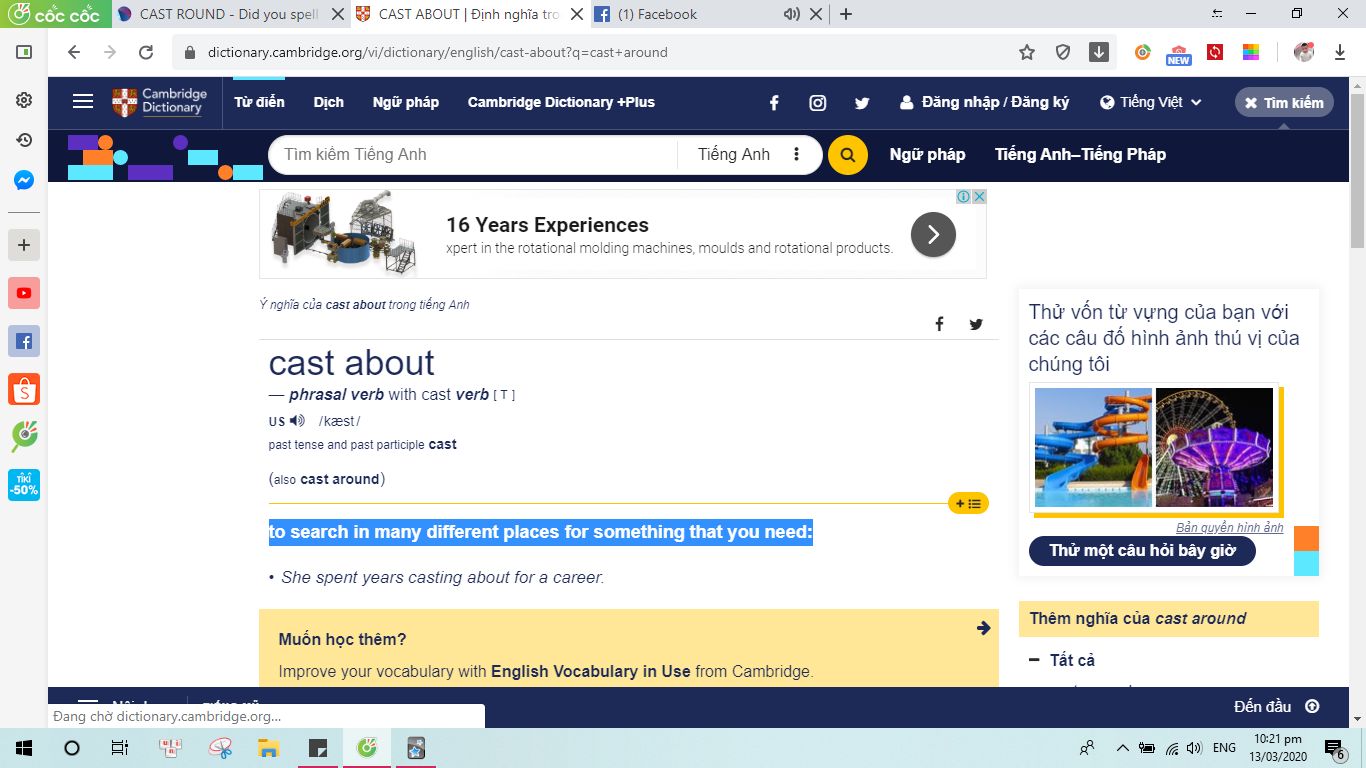 cốc cốc
CAST ROUND - Did you spell
CAST ABOUT | Định nghĩa tro
(1) Facebook
dictionary.cambridge.org/vi/dictionary/english/cast-about?q=cast+around
NEW
Cambridge
Dictionary
Từ điển
Dịch
Ngữ pháp
Cambridge Dictionary +Plus
Đăng nhập / Đăng ký
Tiếng Việt
Tìm kiếm
Tìm kiếm Tiếng Anh
Tiếng Anh
Ngữ pháp
Tiếng Anh–Tiếng Pháp
16 Years Experiences
xpert in the rotational molding machines, moulds and rotational products.
Ý nghĩa của cast about trong tiếng Anh
cast about
— phrasal verb with cast verb [ T ]
US /kæst/
past tense and past participle cast
(also cast around)
to search in many different places for something that you need:
• She spent years casting about for a career.
Muốn học thêm?
Improve your vocabulary with English Vocabulary in Use from Cambridge.
Thử vốn từ vựng của bạn với
các câu đố hình ảnh thú vị của
chúng tôi
Bản quyền hình ảnh
Thử một câu hỏi bây giờ
Thêm nghĩa của cast around
Tất cả
Đến đầu
TIKI
-50%
Đang chờ dictionary.cambridge.org...
ENG
10:21 pm
13/03/2020
6